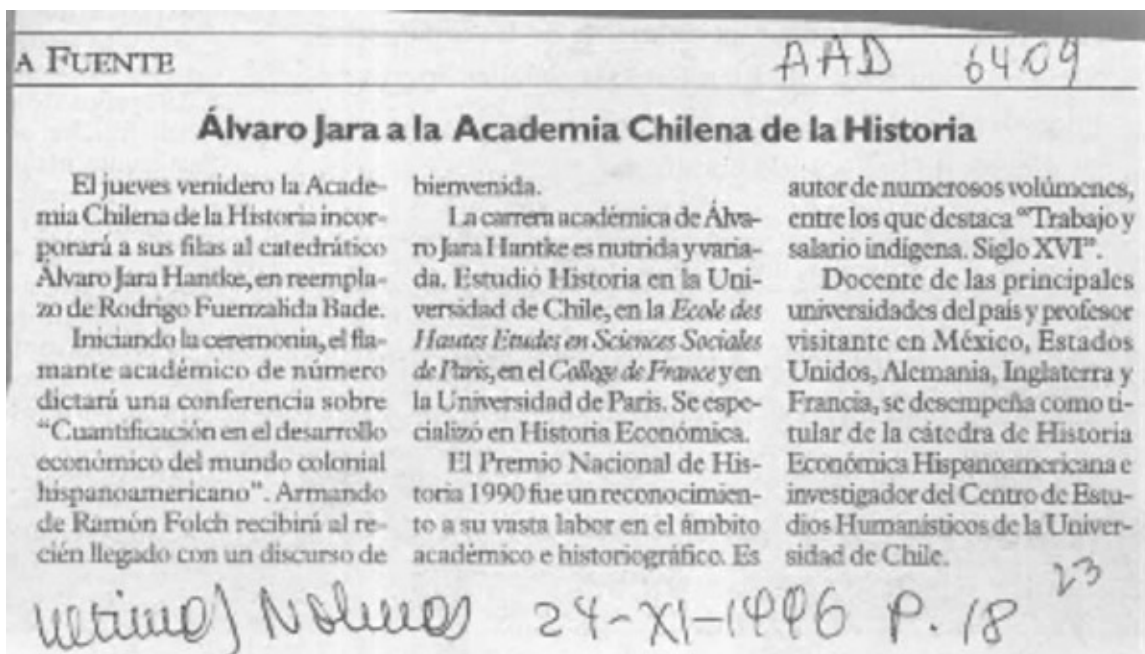 A FUENTE
AAD 6409
Álvaro Jara a la Academia Chilena de la Historia
El jueves venidero la Acade-
mia Chilena de la Historia incor-
porará a sus filas al catedrático
Álvaro Jara Hantke, en reempla-
zo de Rodrigo Fuenzalida Bade.
Iniciando la ceremonia, el fla-
mante académico de número
dictará una conferencia sobre
“Cuantificación en el desarrollo
económico del mundo colonial
hispanoamericano”. Armando
de Ramón Folch recibirá al re-
cién llegado con un discurso de
bienvenida.
La carrera académica de Álva-
ro Jara Hantke es nutrida y varia-
da. Estudió Historia en la Uni-
versidad de Chile, en la Ecole des
Hautes Etudes en Sciences Sociales
de Paris, en el College de France y en
la Universidad de Paris. Se espe-
cializó en Historia Económica.
El Premio Nacional de His-
toria 1990 fue un reconocimien-
to a su vasta labor en el ámbito
académico e historiográfico. Es
autor de numerosos volúmenes,
entre los que destaca “Trabajo y
salario indígena. Siglo XVI”.
Docente de las principales
universidades del país y profesor
visitante en México, Estados
Unidos, Alemania, Inglaterra y
Francia, se desempeña como ti-
tular de la cátedra de Historia
Económica Hispanoamericana e
investigador del Centro de Estu-
dios Humanísticos de la Univer-
sidad de Chile.
23
Ultimas Noticias 24-XI-1996 P. 18